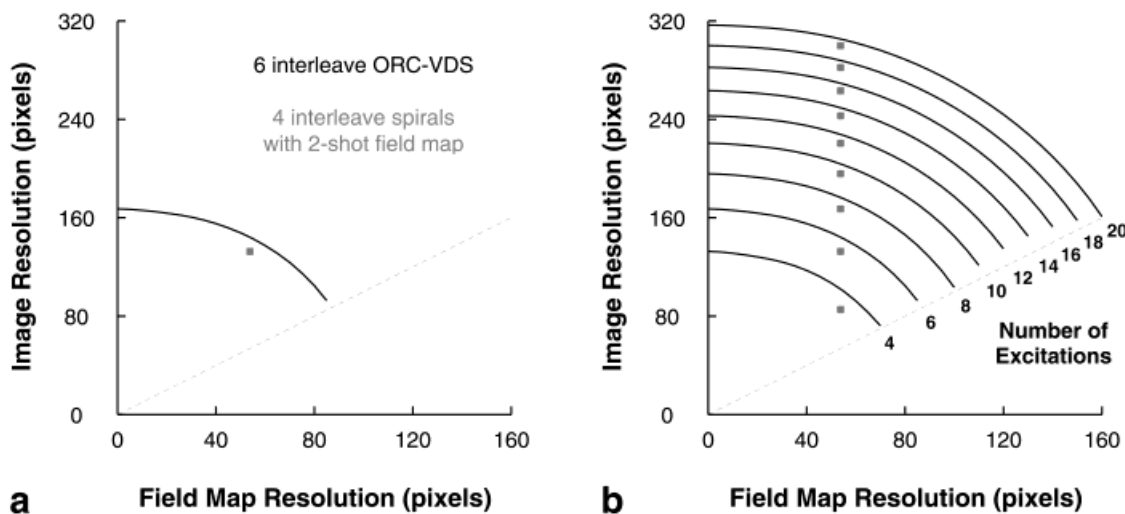 320
240
160
80
0
Image Resolution (pixels)
6 interleave ORC-VDS
4 interleave spirals
with 2-shot field map
0
40
80
120
160
a
Field Map Resolution (pixels)
320
240
160
80
0
Image Resolution (pixels)
4
6
8
10
12
14
16
18
20
Number of
Excitations
0
40
80
120
160
b
Field Map Resolution (pixels)